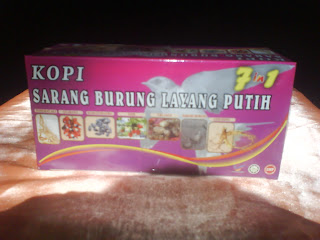 KOPI
7 in 1
SARANG BURUNG LAYANG PUTIH